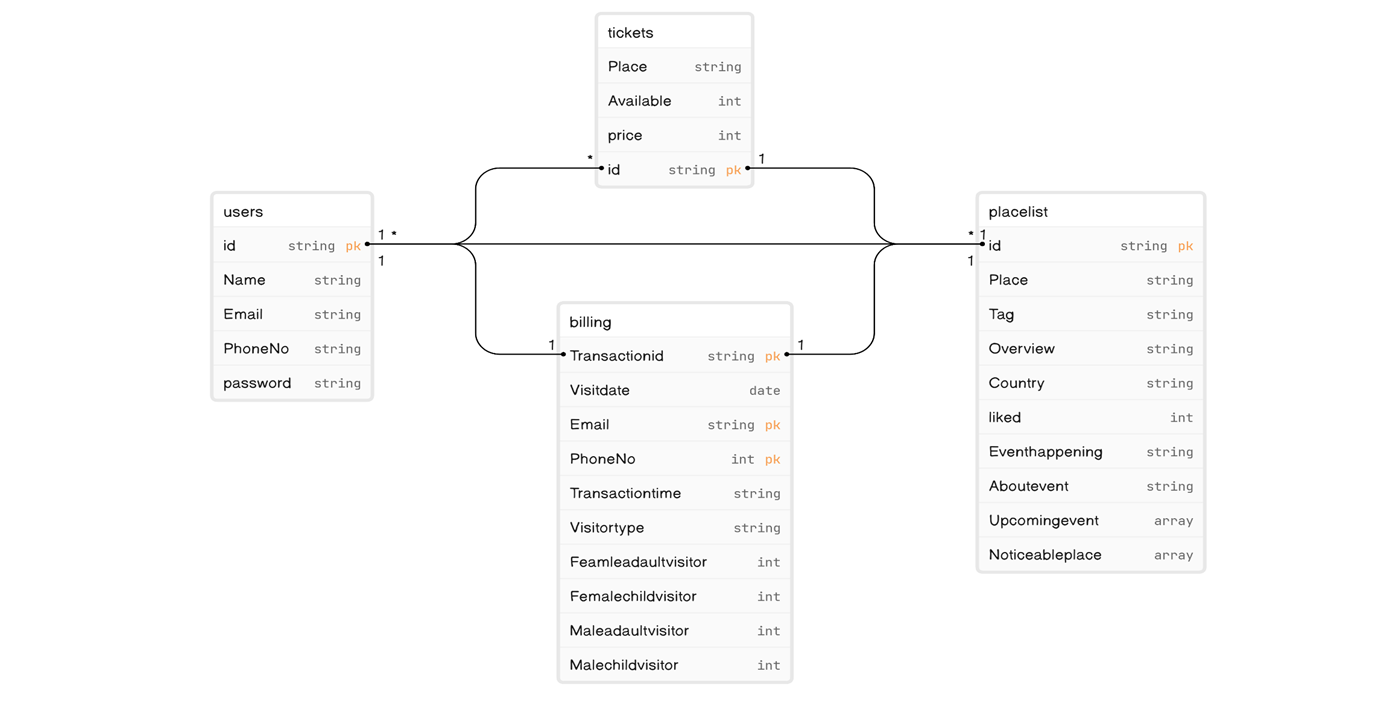 tickets
Place string
Available int
price int
* id string pk 1
users
id string pk 1 *
1
Name string
Email string
PhoneNo string
password string
billing
1 Transactionid string pk 1
Visitdate date
Email string pk
PhoneNo int pk
Transactiontime string
Visitortype string
Feamleadaultvisitor int
Femalechildvisitor int
Maleadaultvisitor int
Malechildvisitor int
placelist
* 1
id string pk
1
Place string
Tag string
Overview string
Country string
liked int
Eventhappening string
Aboutevent string
Upcomingevent array
Noticeableplace array